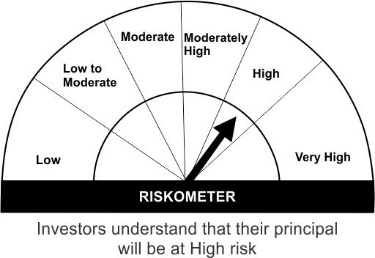 Low
Low to
Moderate
Moderate
Moderately
High
High
Very High
RISKOMETER
Investors understand that their principal
will be at High risk